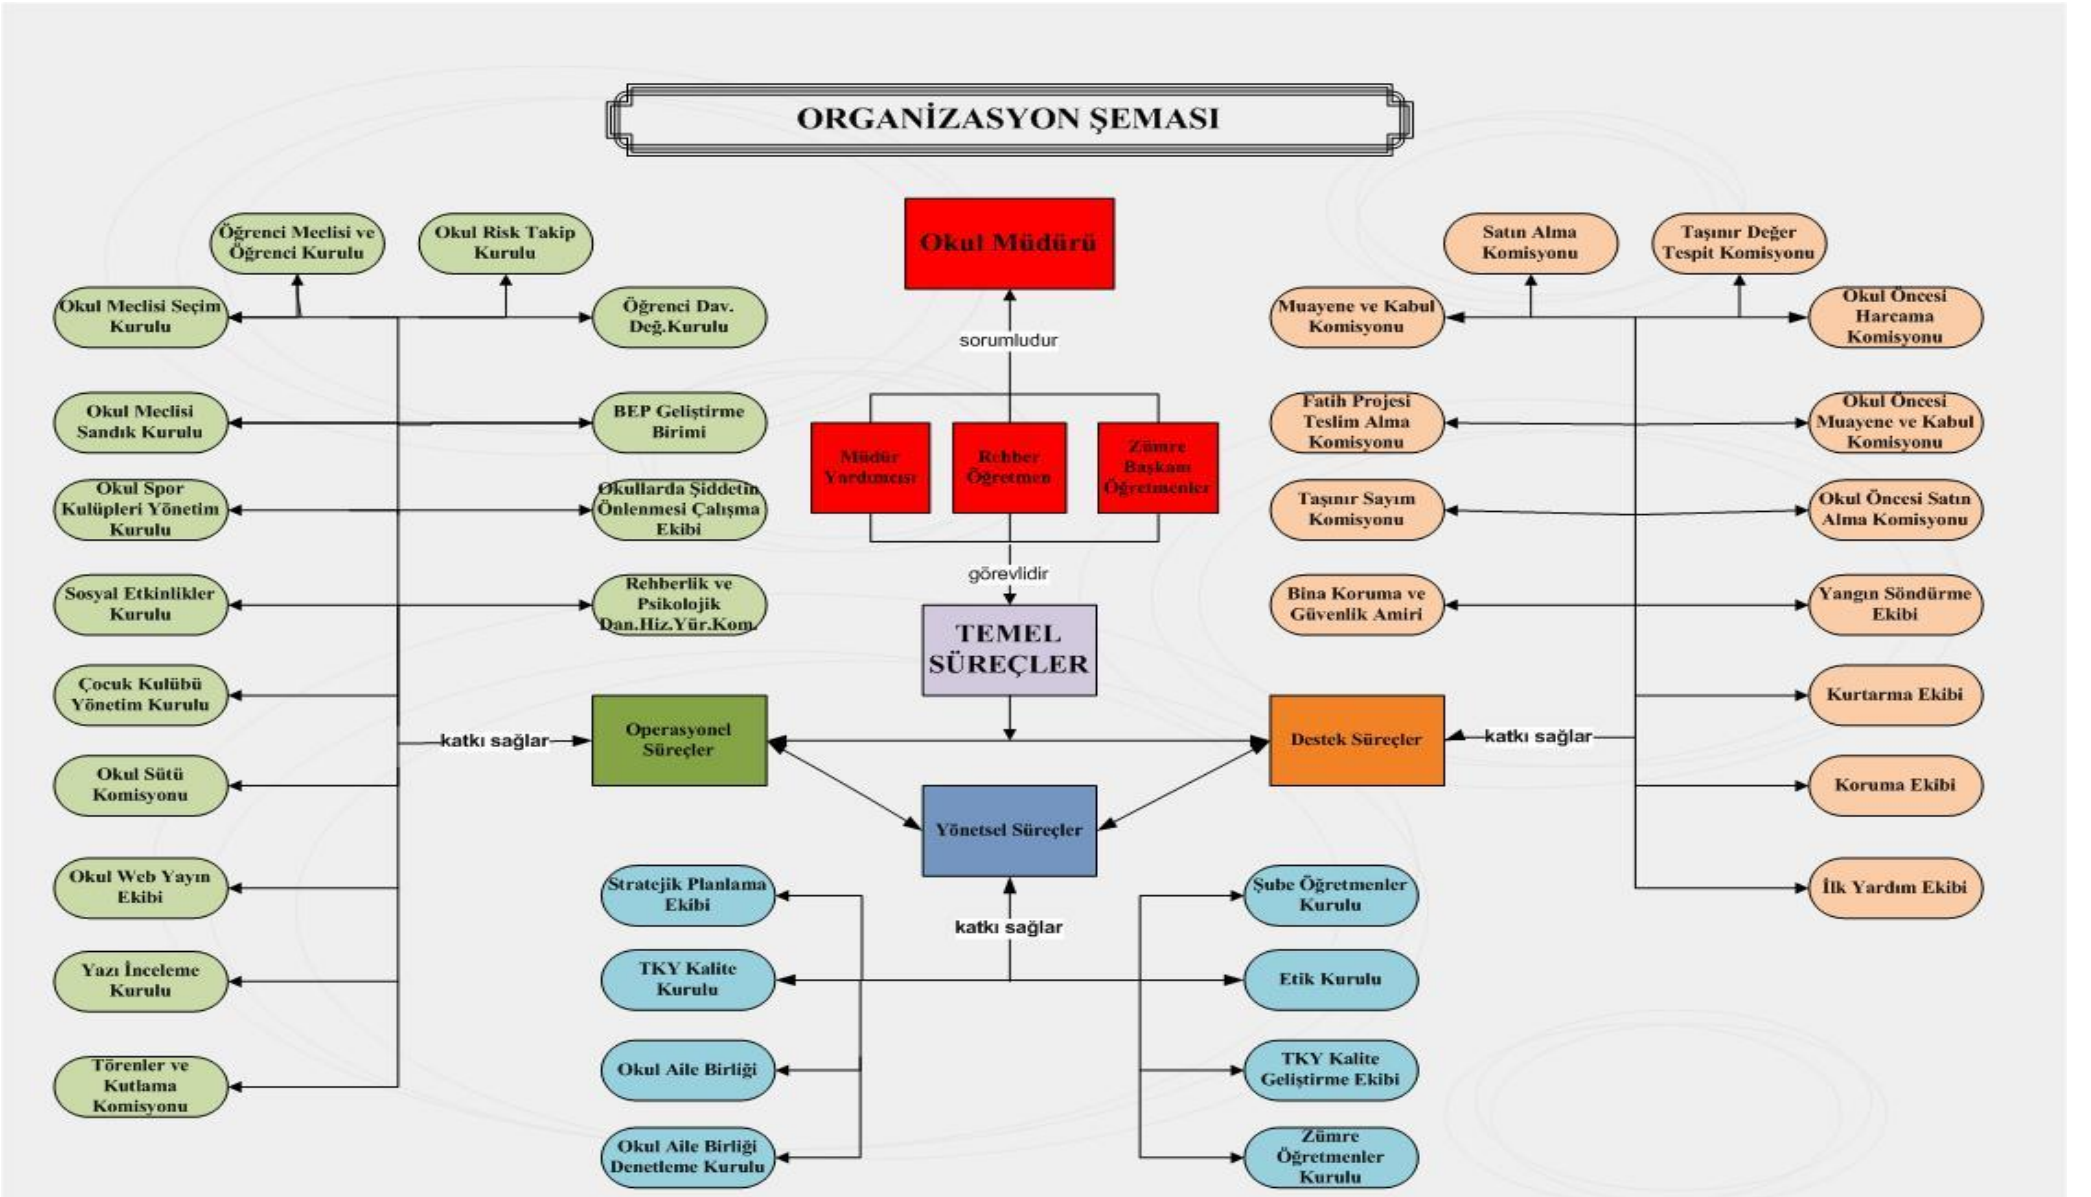 ORGANİZASYON ŞEMASI
Öğrenci Meclisi ve
Öğrenci Kurulu
Okul Risk Takip
Kurulu
Okul Müdürü
Satın Alma
Komisyonu
Taşınır Değer
Tespit Komisyonu
Okul Meclisi Seçim
Kurulu
Öğrenci Dav.
Değ.Kurulu
sorumludur
Muayene ve Kabul
Komisyonu
Okul Öncesi
Harcama
Komisyonu
Okul Meclisi
Sandık Kurulu
BEP Geliştirme
Birimi
Müdür
Yardımcısı
Rehber
Öğretmen
Zümre
Başkanı
Öğretmenler
Fatih Projesi
Teslim Alma
Komisyonu
Okul Öncesi
Muayene ve Kabul
Komisyonu
Okul Spor
Kulüpleri Yönetim
Kurulu
Okullarda Şiddetin
Önlenmesi Çalışma
Ekibi
Taşınır Sayım
Komisyonu
Okul Öncesi Satın
Alma Komisyonu
görevlidir
Sosyal Etkinlikler
Kurulu
Rehberlik ve
Psikolojik
Dan.Hiz.Yür.Kom.
TEMEL
SÜREÇLER
Bina Koruma ve
Güvenlik Amiri
Yangın Söndürme
Ekibi
Çocuk Kulübü
Yönetim Kurulu
Kurtarma Ekibi
katkı sağlar
Operasyonel
Süreçler
Destek Süreçler
katkı sağlar
Okul Sütü
Komisyonu
Koruma Ekibi
Yönetsel Süreçler
Okul Web Yayın
Ekibi
Stratejik Planlama
Ekibi
katkı sağlar
Şube Öğretmenler
Kurulu
İlk Yardım Ekibi
Yazı İnceleme
Kurulu
TKY Kalite
Kurulu
Etik Kurulu
Törenler ve
Kutlama
Komisyonu
Okul Aile Birliği
TKY Kalite
Geliştirme Ekibi
Okul Aile Birliği
Denetleme Kurulu
Zümre
Öğretmenler
Kurulu